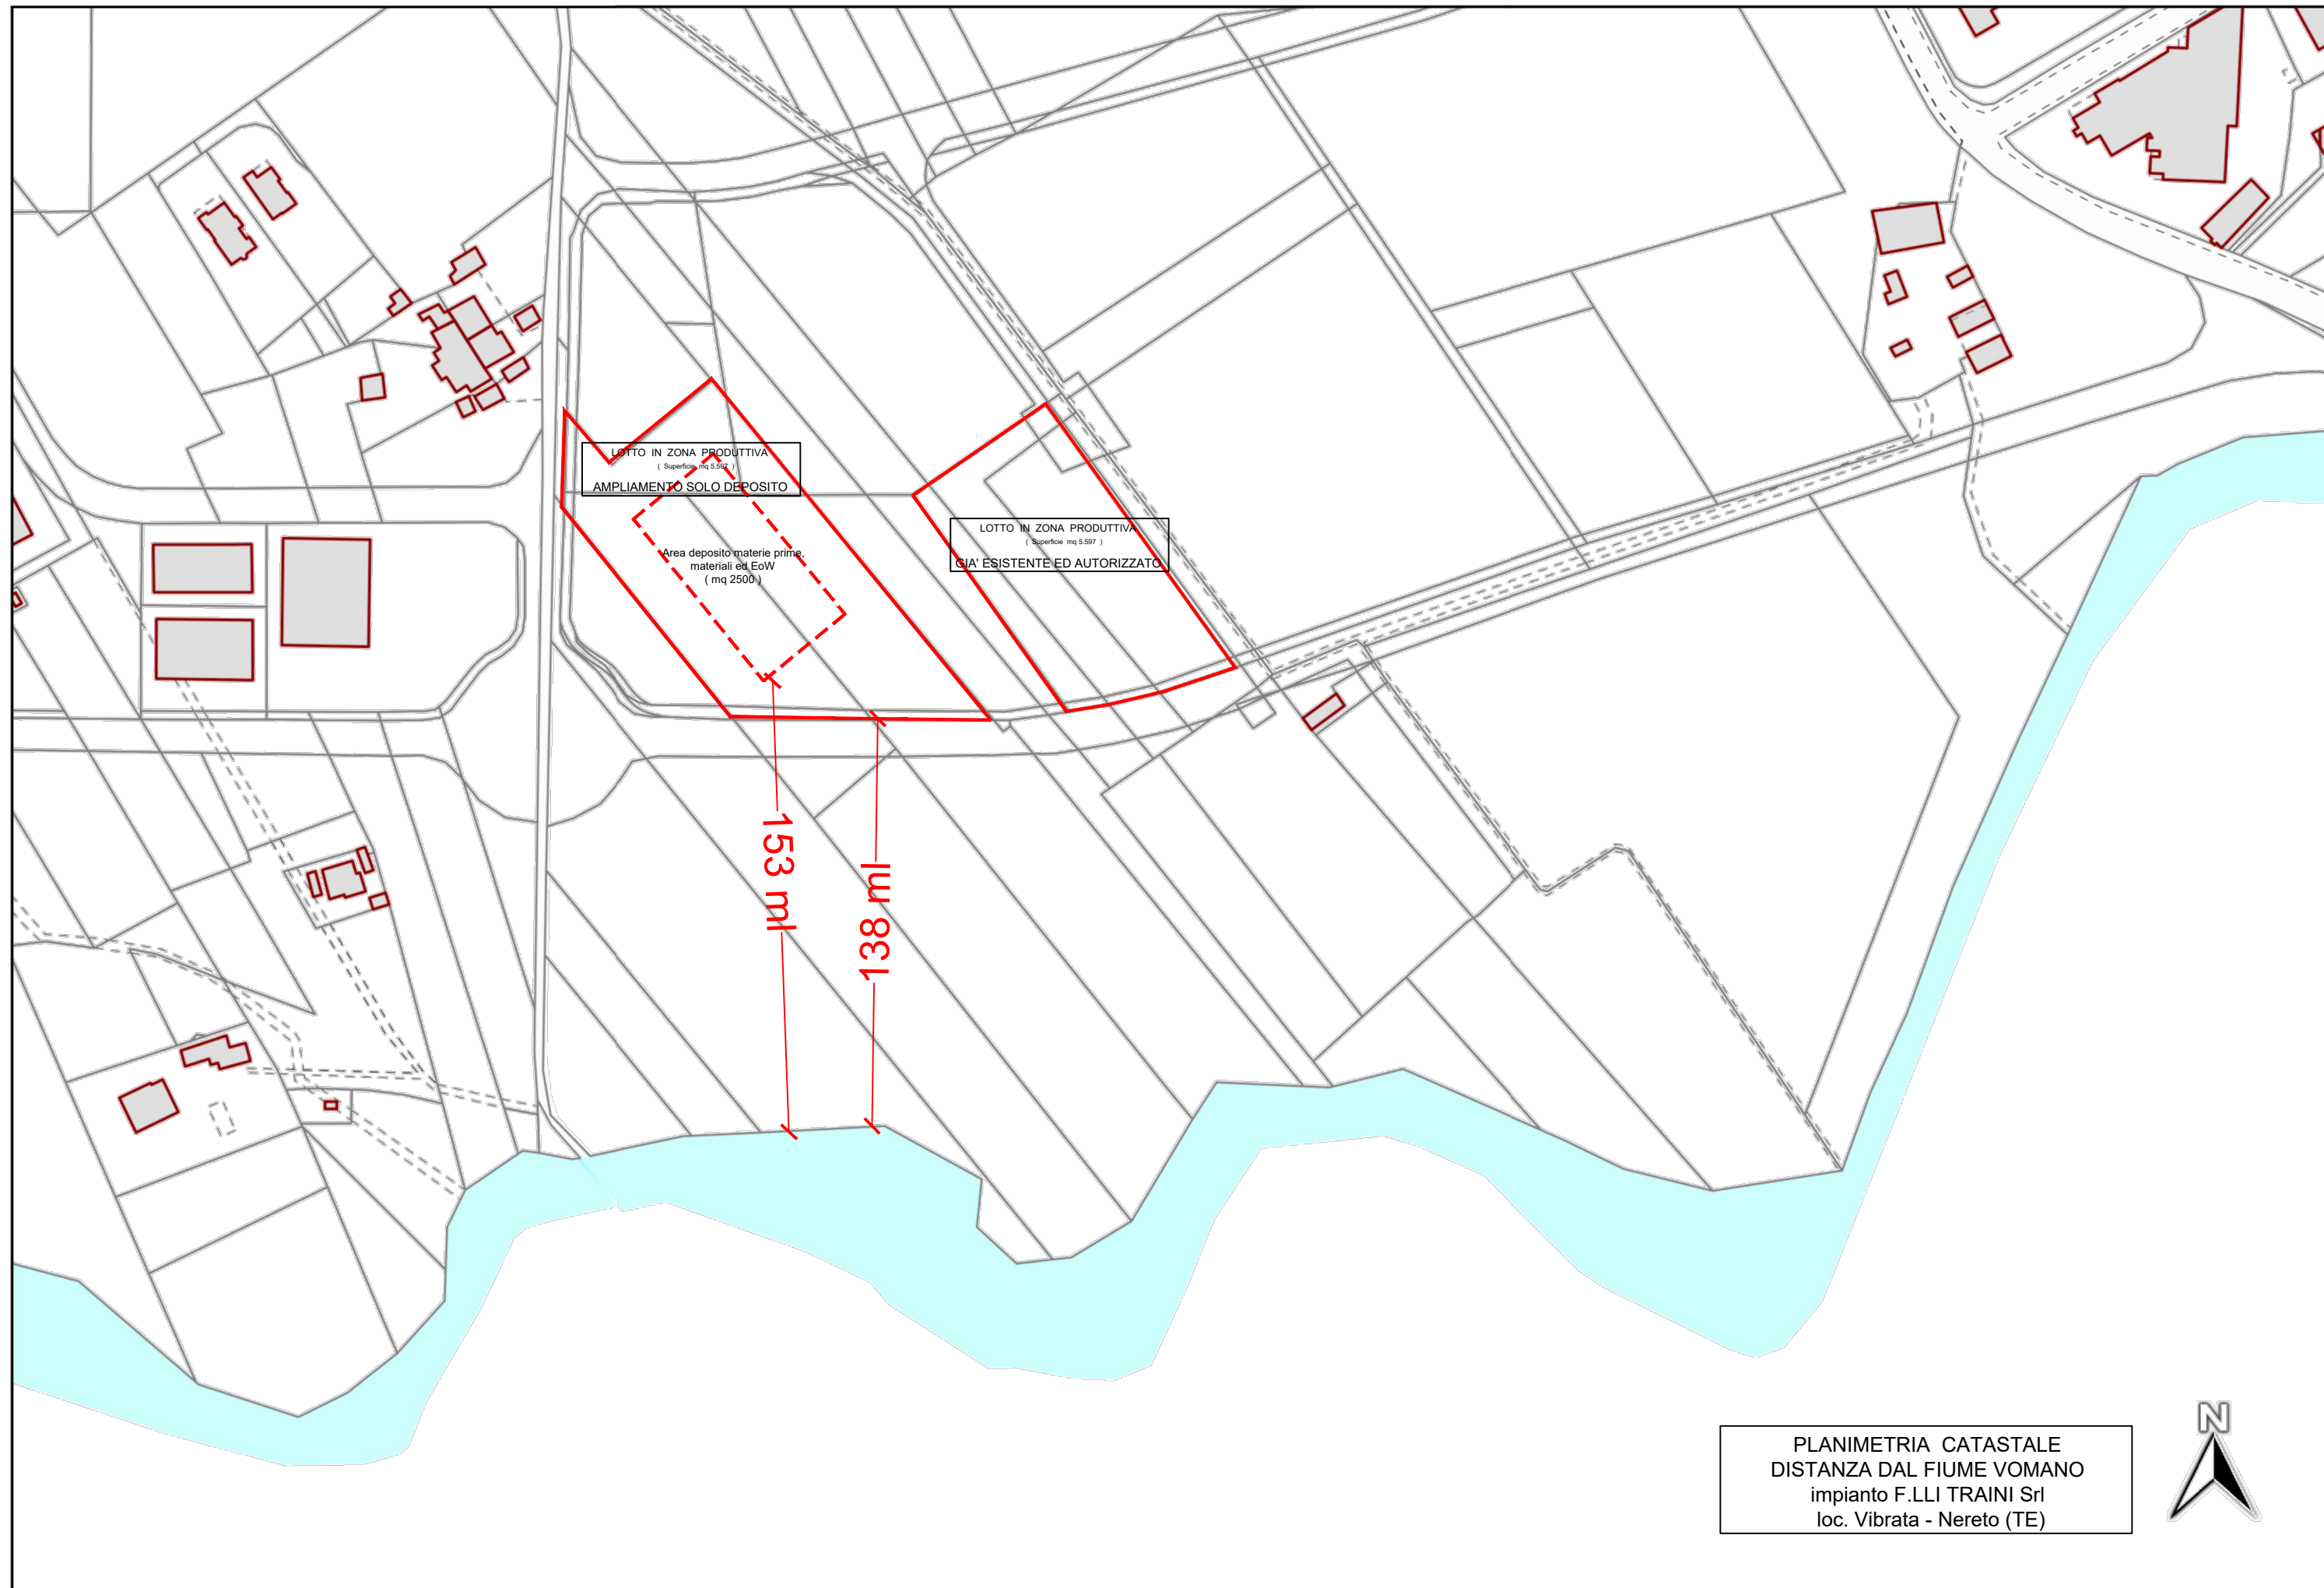 LOTTO IN ZONA PRODUTTIVA
( Superficie mq 5.597 )
AMPLIAMENTO SOLO DEPOSITO
LOTTO IN ZONA PRODUTTIVA
( Superficie mq 5.597 )
GIA' ESISTENTE ED AUTORIZZATO
Area deposito materie prime,
materiali ed EoW
( mq 2500 )
153 ml
138 ml
N
PLANIMETRIA CATASTALE
DISTANZA DAL FIUME VOMANO
impianto F.LLI TRAINI Srl
loc. Vibrata - Nereto (TE)